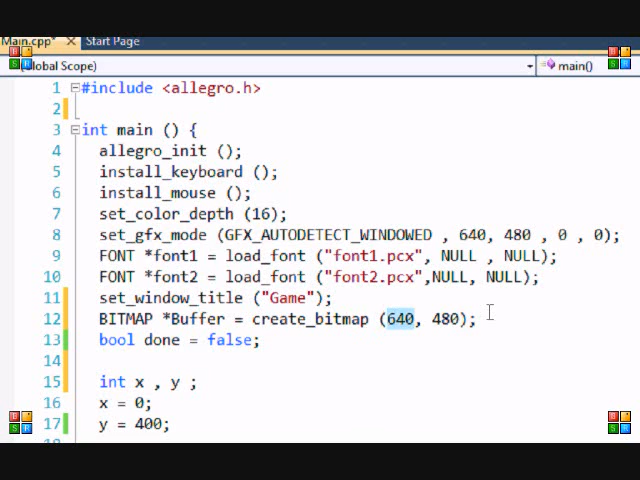 Main.cpp* X Start Page
(Global Scope) main()
1 #include <allegro.h>
2
3 int main () {
4 allegro_init ();
5 install_keyboard ();
6 install_mouse ();
7 set_color_depth (16);
8 set_gfx_mode (GFX_AUTODETECT_WINDOWED , 640, 480 , 0 , 0);
9 FONT *font1 = load_font ("font1.pcx", NULL , NULL);
10 FONT *font2 = load_font ("font2.pcx",NULL, NULL);
11 set_window_title ("Game");
12 BITMAP *Buffer = create_bitmap (640, 480);
13 bool done = false;
14
15 int x , y ;
16 x = 0;
17 y = 400;